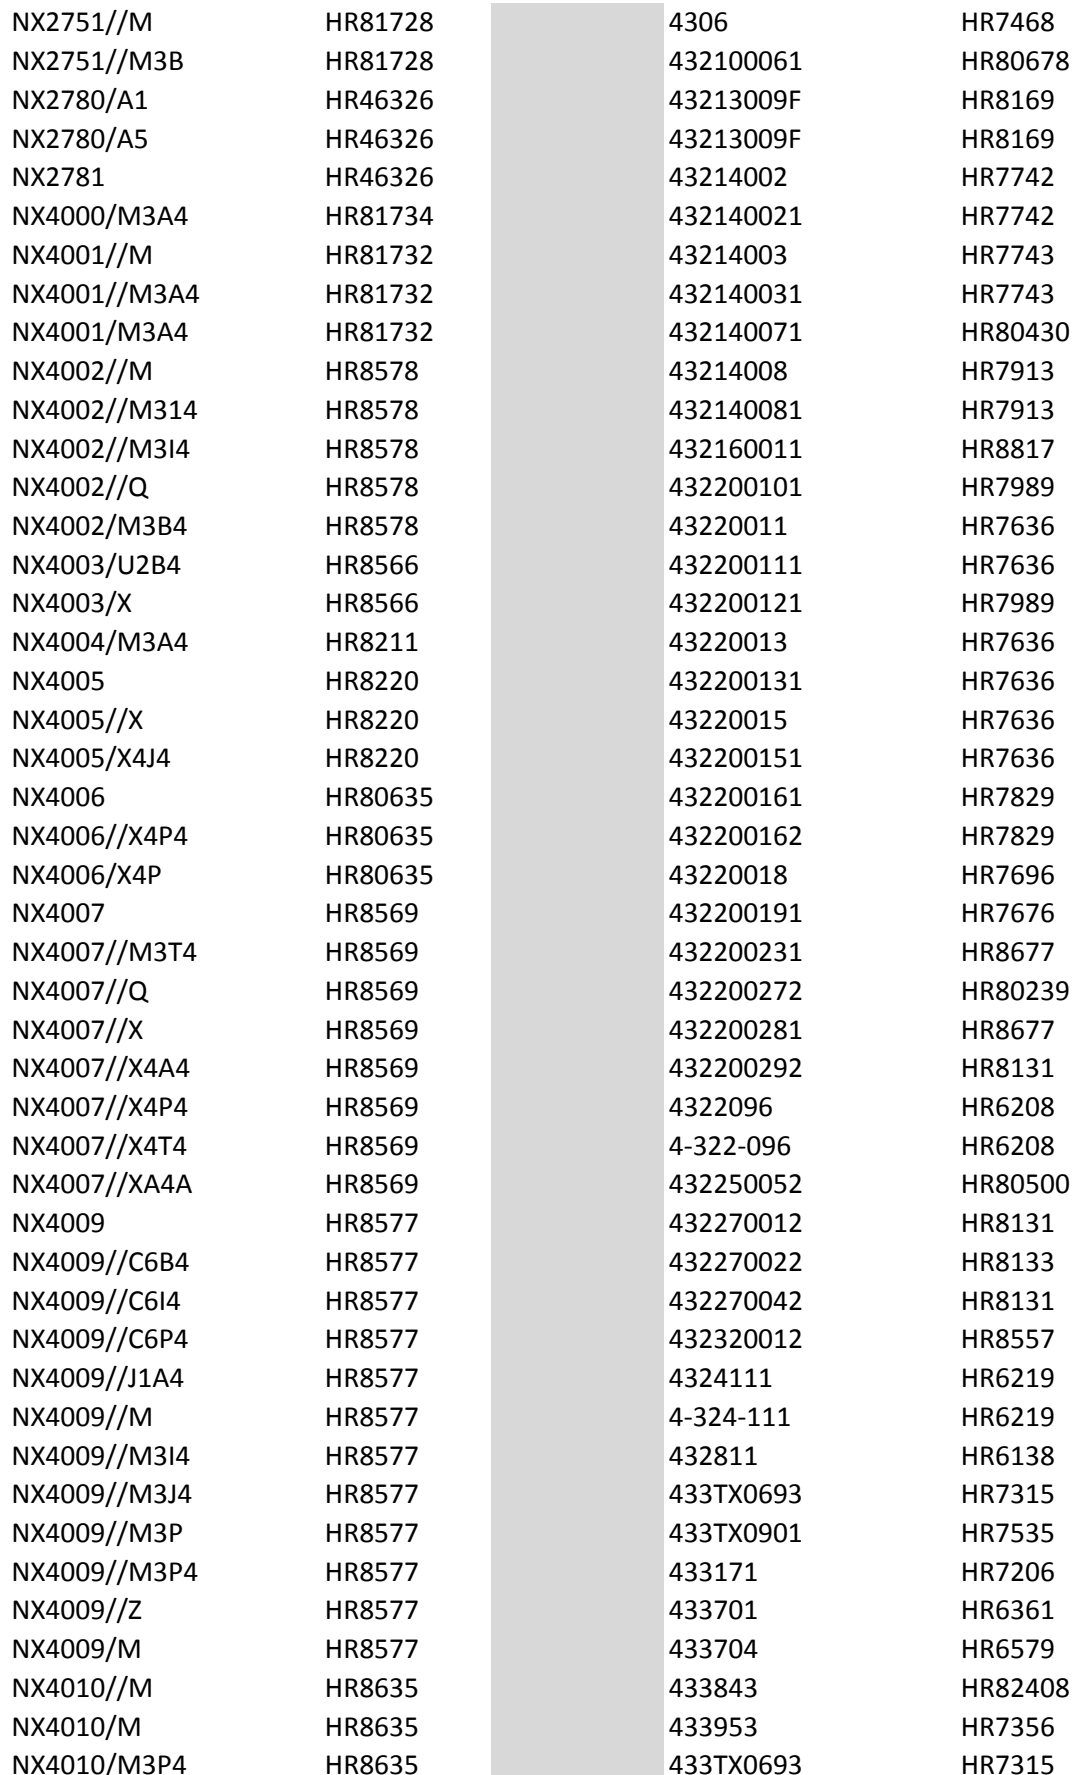 NX2751//M HR81728 4306 HR7468
NX2751//M3B HR81728 432100061 HR80678
NX2780/A1 HR46326 43213009F HR8169
NX2780/A5 HR46326 43213009F HR8169
NX2781 HR46326 43214002 HR7742
NX4000/M3A4 HR81734 432140021 HR7742
NX4001//M HR81732 43214003 HR7743
NX4001//M3A4 HR81732 432140031 HR7743
NX4001/M3A4 HR81732 432140071 HR80430
NX4002//M HR8578 43214008 HR7913
NX4002//M314 HR8578 432140081 HR7913
NX4002//M3I4 HR8578 432160011 HR8817
NX4002//Q HR8578 432200101 HR7989
NX4002/M3B4 HR8578 43220011 HR7636
NX4003/U2B4 HR8566 432200111 HR7636
NX4003/X HR8566 432200121 HR7989
NX4004/M3A4 HR8211 43220013 HR7636
NX4005 HR8220 432200131 HR7636
NX4005//X HR8220 43220015 HR7636
NX4005/X4J4 HR8220 432200151 HR7636
NX4006 HR80635 432200161 HR7829
NX4006//X4P4 HR80635 432200162 HR7829
NX4006/X4P HR80635 43220018 HR7696
NX4007 HR8569 432200191 HR7676
NX4007//M3T4 HR8569 432200231 HR8677
NX4007//Q HR8569 432200272 HR80239
NX4007//X HR8569 432200281 HR8677
NX4007//X4A4 HR8569 432200292 HR8131
NX4007//X4P4 HR8569 4322096 HR6208
NX4007//X4T4 HR8569 4-322-096 HR6208
NX4007//XA4A HR8569 432250052 HR80500
NX4009 HR8577 432270012 HR8131
NX4009//C6B4 HR8577 432270022 HR8133
NX4009//C6I4 HR8577 432270042 HR8131
NX4009//C6P4 HR8577 432320012 HR8557
NX4009//J1A4 HR8577 4324111 HR6219
NX4009//M HR8577 4-324-111 HR6219
NX4009//M3I4 HR8577 432811 HR6138
NX4009//M3J4 HR8577 433TX0693 HR7315
NX4009//M3P HR8577 433TX0901 HR7535
NX4009//M3P4 HR8577 433171 HR7206
NX4009//Z HR8577 433701 HR6361
NX4009/M HR8577 433704 HR6579
NX4010//M HR8635 433843 HR82408
NX4010/M HR8635 433953 HR7356
NX4010/M3P4 HR8635 433TX0693 HR7315